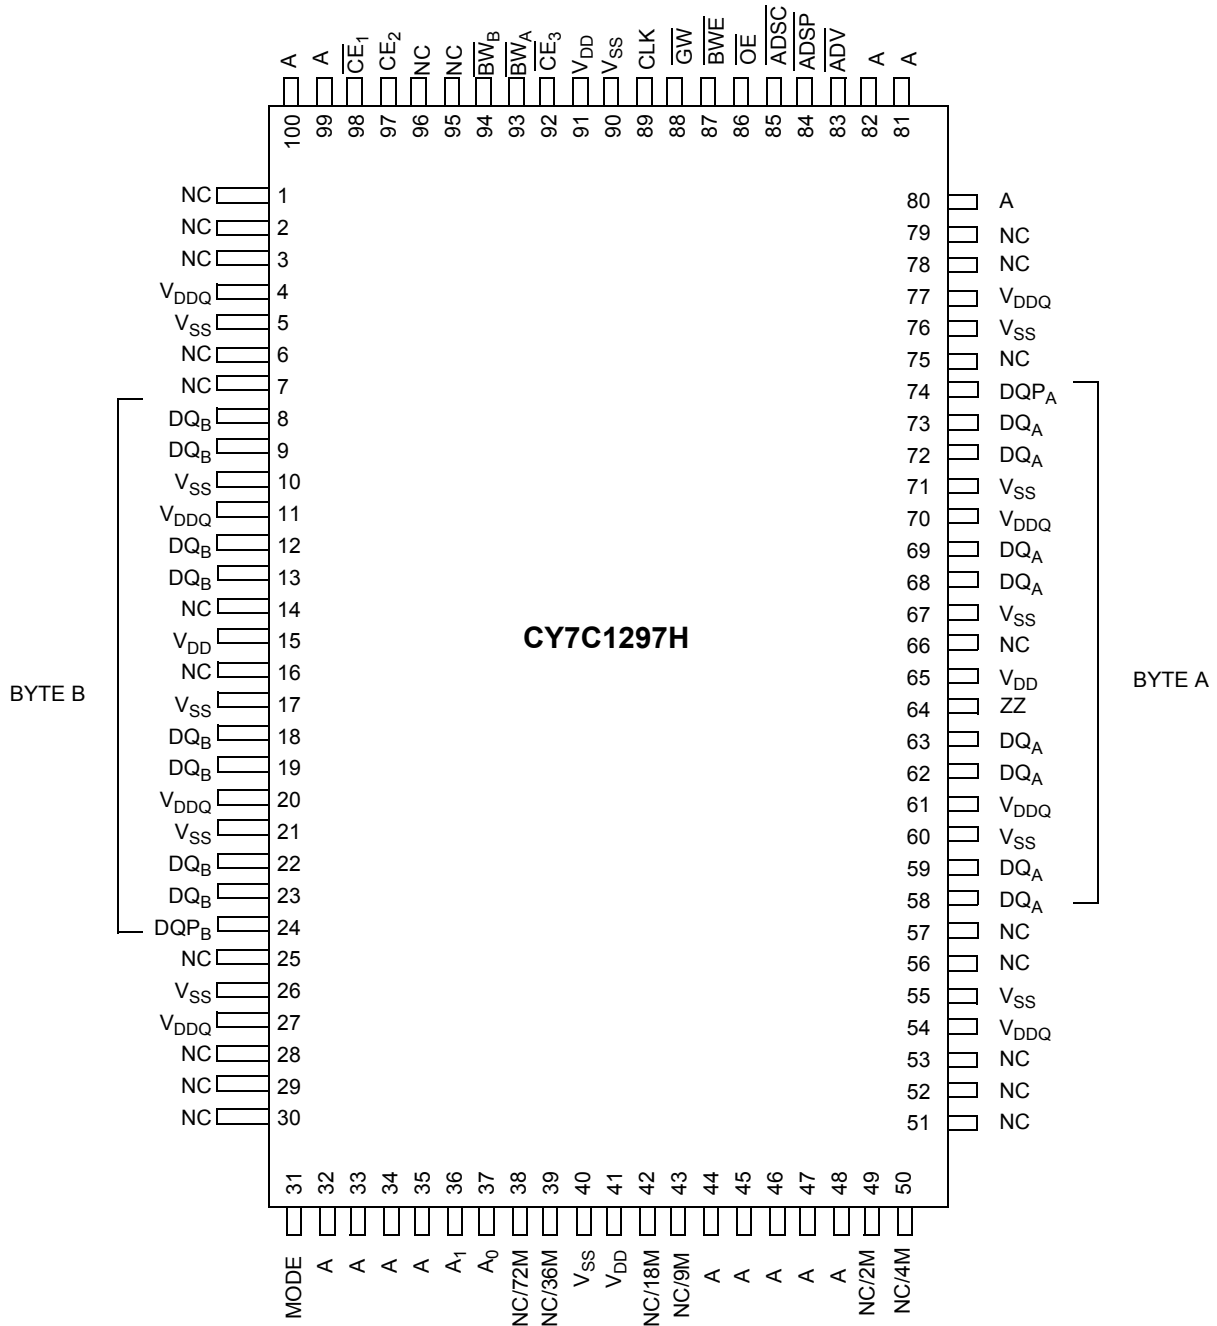 A A CE1 CE2 NC NC BWB BWA CE3 VDD VSS CLK GW BWE OE ADSC ADSP ADV A A
100 99 98 97 96 95 94 93 92 91 90 89 88 87 86 85 84 83 82 81
NC 1
NC 2
NC 3
VDDQ 4
VSS 5
NC 6
NC 7
DQB 8
DQB 9
VSS 10
VDDQ 11
DQB 12
DQB 13
NC 14
VDD 15
NC 16
VSS 17
DQB 18
DQB 19
VDDQ 20
VSS 21
DQB 22
DQB 23
DQPB 24
NC 25
VSS 26
VDDQ 27
NC 28
NC 29
NC 30
BYTE B
CY7C1297H
80 A
79 NC
78 NC
77 VDDQ
76 VSS
75 NC
74 DQPA
73 DQA
72 DQA
71 VSS
70 VDDQ
69 DQA
68 DQA
67 VSS
66 NC
65 VDD
64 ZZ
63 DQA
62 DQA
61 VDDQ
60 VSS
59 DQA
58 DQA
57 NC
56 NC
55 VSS
54 VDDQ
53 NC
52 NC
51 NC
BYTE A
31 32 33 34 35 36 37 38 39 40 41 42 43 44 45 46 47 48 49 50
MODE A A A A A1 A0 NC/72M NC/36M VSS VDD NC/18M NC/9M A A A A A NC/2M NC/4M